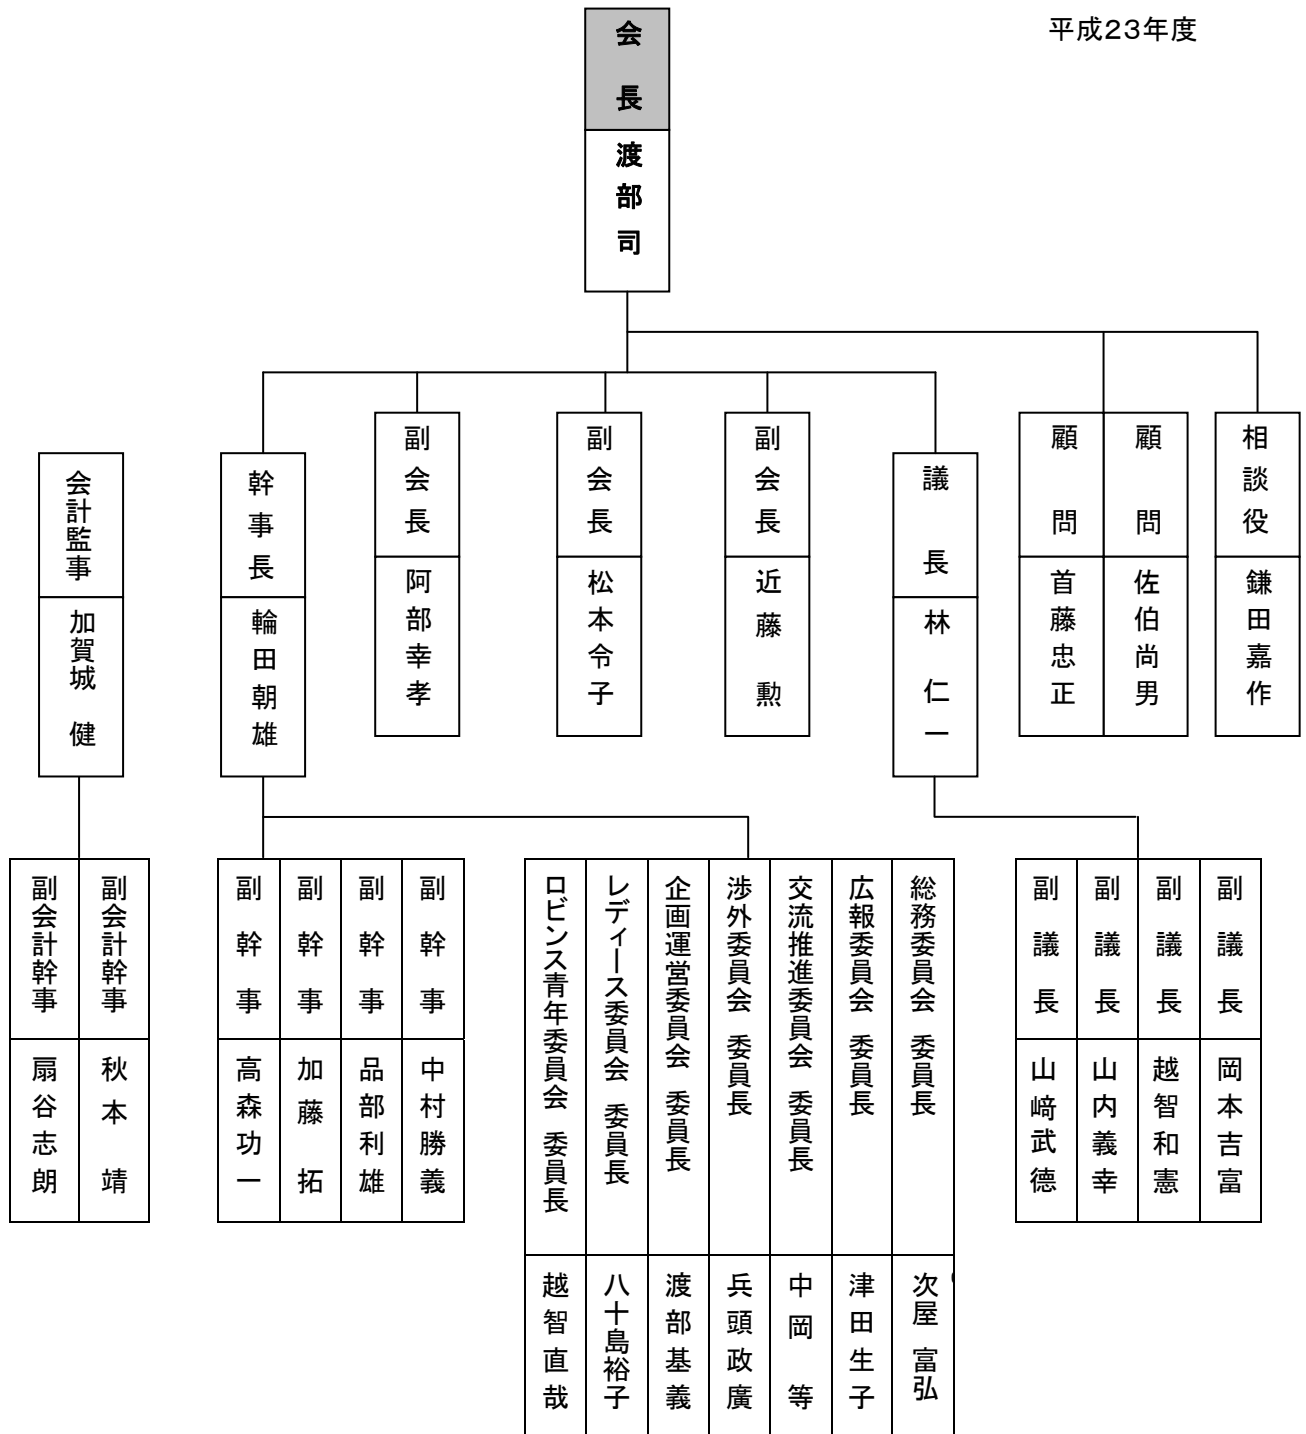 平成23年度
会長
渡部司
会計監事
加賀城 健
幹事長
輪田朝雄
副会長
阿部幸孝
副会長
松本令子
副会長
近藤 勲
議長
林 仁一
顧問
首藤忠正
顧問
佐伯尚男
相談役
鎌田嘉作
副会計幹事
扇谷志朗
副会計幹事
秋本 靖
副幹事
高森功一
副幹事
加藤 拓
副幹事
品部利雄
副幹事
中村勝義
ロビンス青年委員会 委員長
越智直哉
レディース委員会 委員長
八十島裕子
企画運営委員会 委員長
渡部基義
渉外委員会 委員長
兵頭政廣
交流推進委員会 委員長
中岡 等
広報委員会 委員長
津田生子
総務委員会 委員長
次屋 富弘
副議長
山﨑武德
副議長
山内義幸
副議長
越智和憲
副議長
岡本吉富